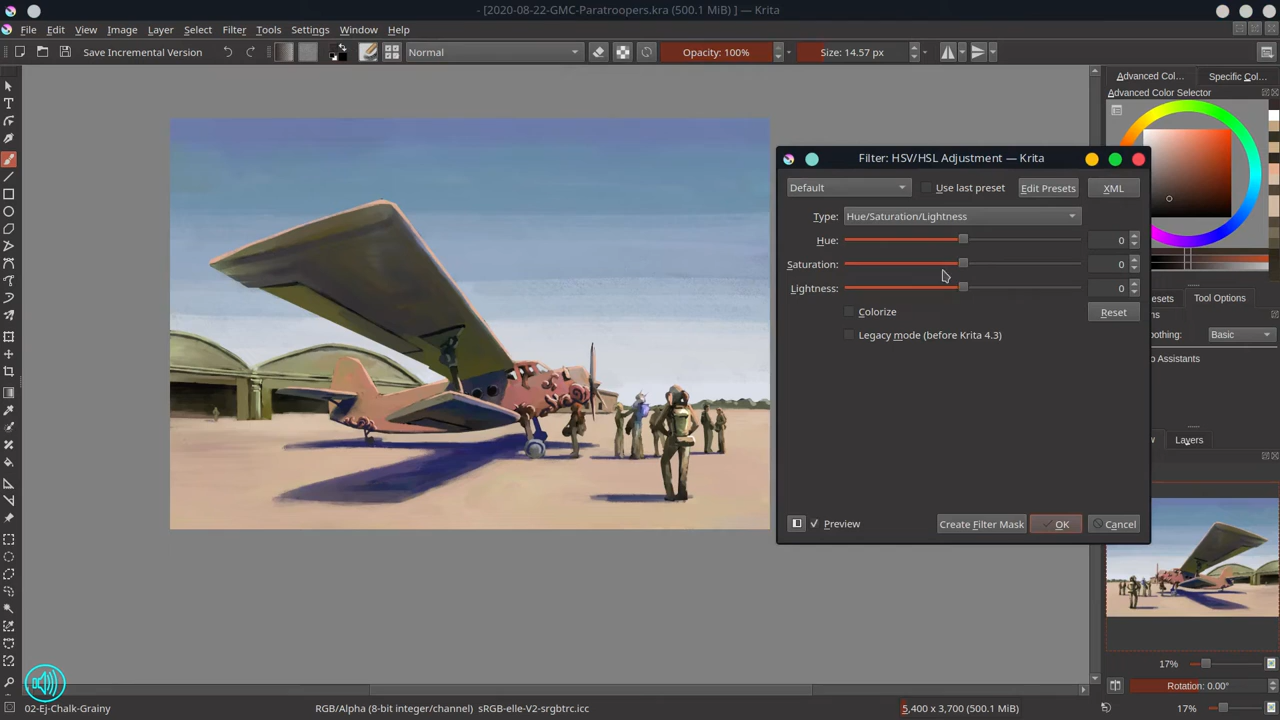 - [2020-08-22-GMC-Paratroopers.kra (500.1 MiB) ] — Krita
File Edit View Image Layer Select Filter Tools Settings Window Help
Save Incremental Version Normal Opacity: 100% Size: 14.57 px
Advanced Col... Specific Col...
Advanced Color Selector
Filter: HSV/HSL Adjustment — Krita
Default Use last preset Edit Presets XML
Type: Hue/Saturation/Lightness
Hue: 0
Saturation: 0
Lightness: 0
Colorize Reset
Legacy mode (before Krita 4.3)
Preview Create Filter Mask OK Cancel
esets Tool Options
ons
oothing: Basic
o Assistants
w Layers
17%
Rotation: 0.00°
02-Ej-Chalk-Grainy RGB/Alpha (8-bit integer/channel) sRGB-elle-V2-srgbtrc.icc 5,400 x 3,700 (500.1 MiB) 17%